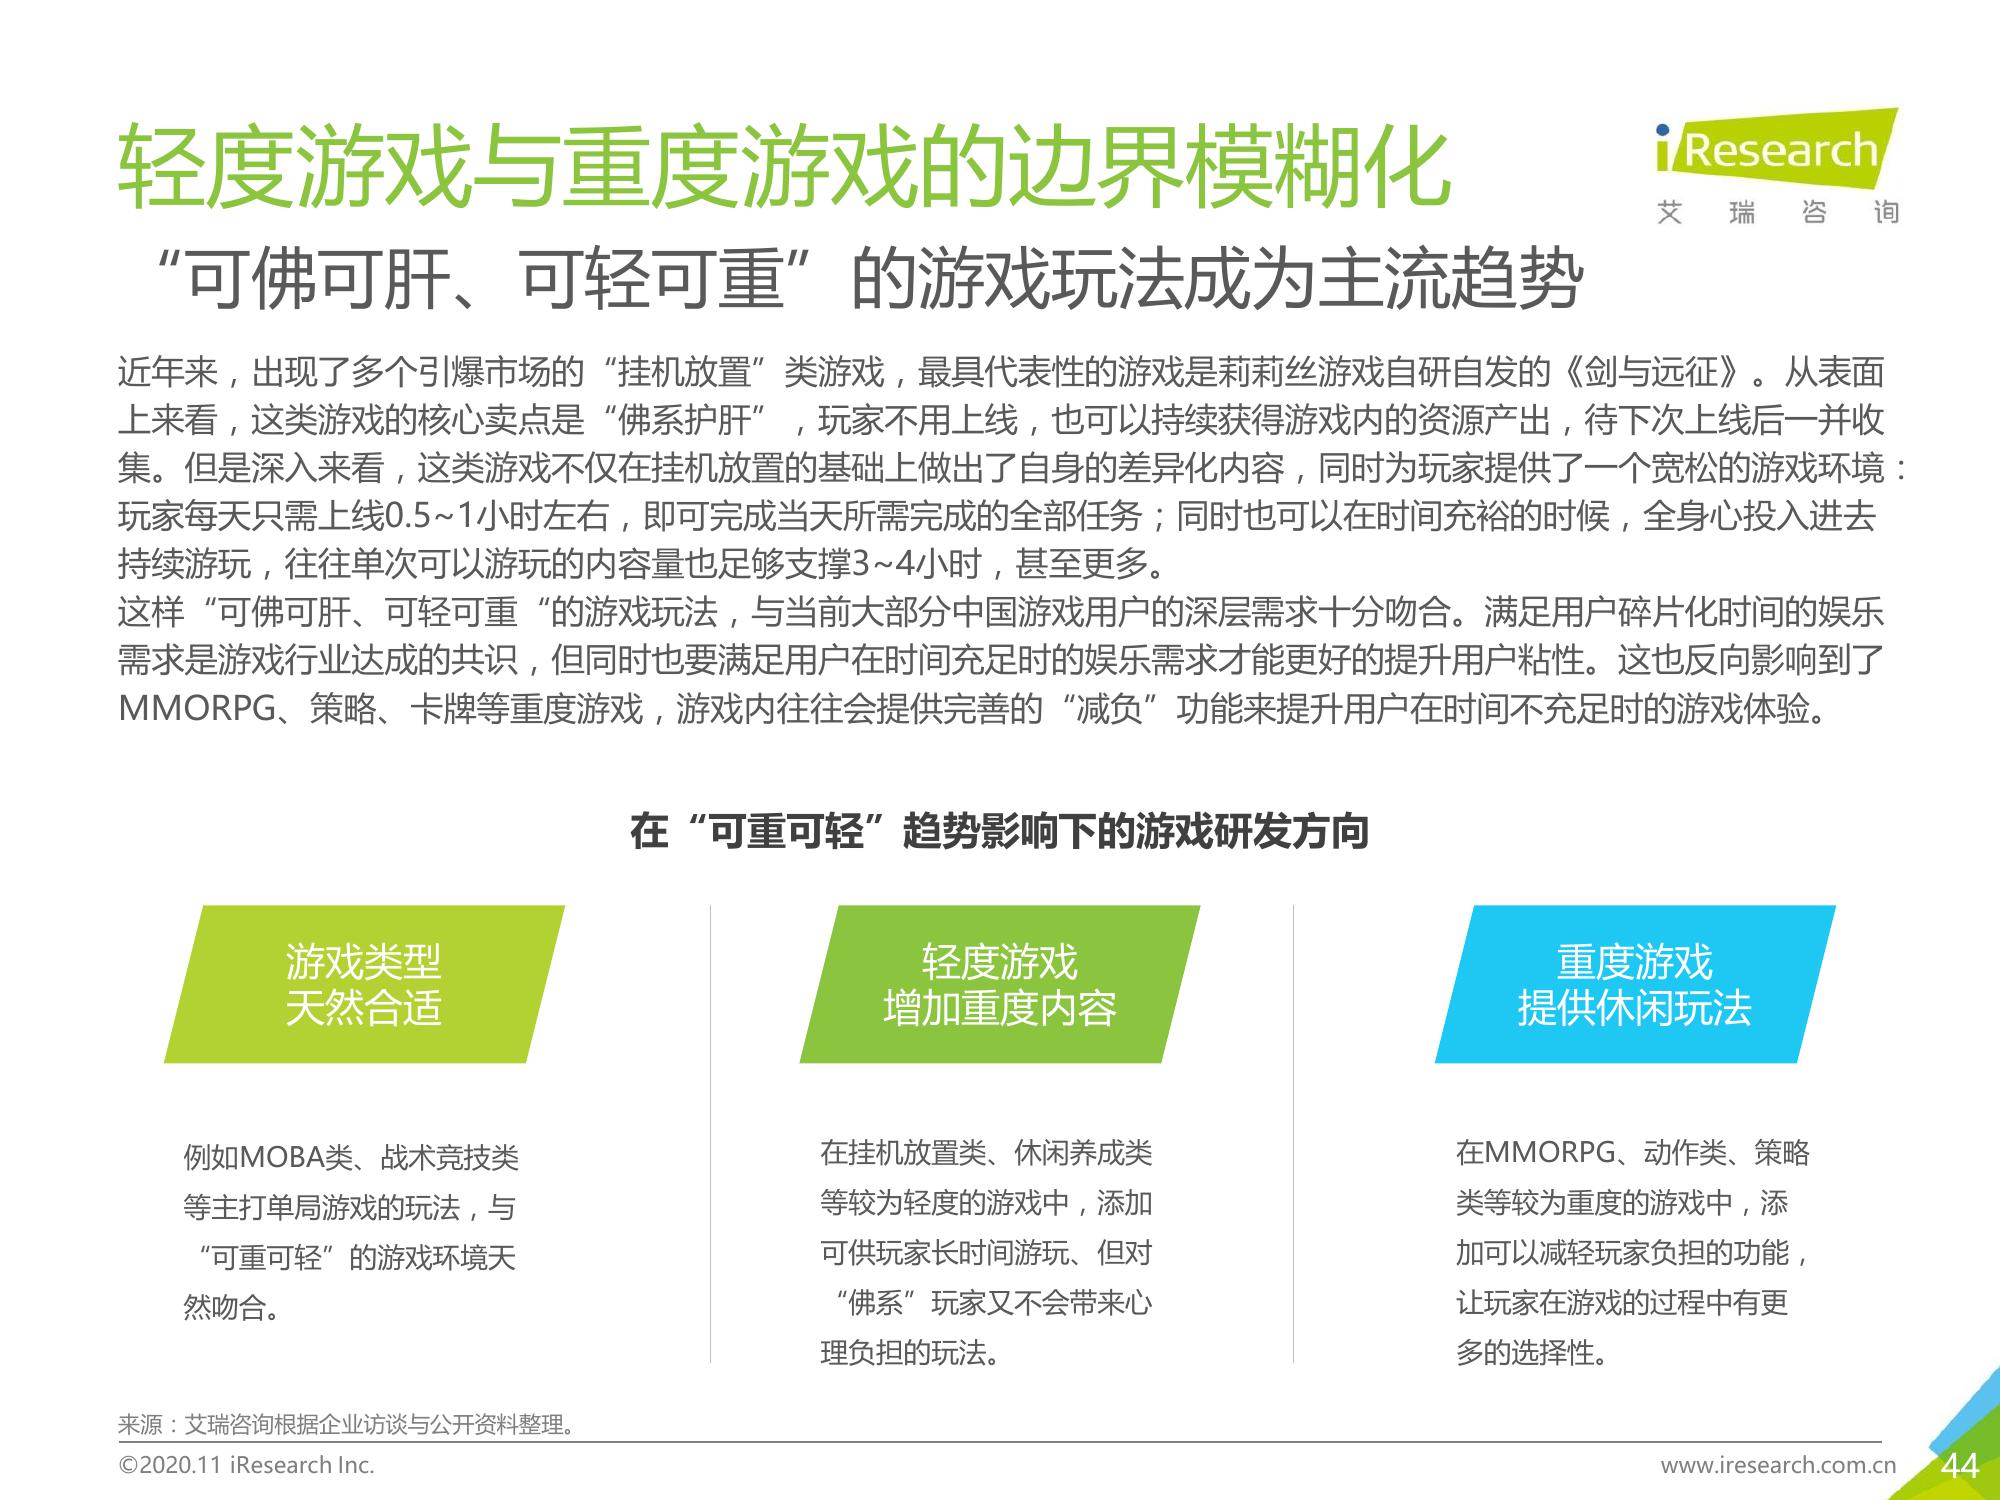 轻度游戏与重度游戏的边界模糊化
iResearch
艾瑞咨询
“可佛可肝、可轻可重”的游戏玩法成为主流趋势
近年来，出现了多个引爆市场的“挂机放置”类游戏，最具代表性的游戏是莉莉丝游戏自研自发的《剑与远征》。从表面
上来看，这类游戏的核心卖点是“佛系护肝”，玩家不用上线，也可以持续获得游戏内的资源产出，待下次上线后一并收
集。但是深入来看，这类游戏不仅在挂机放置的基础上做出了自身的差异化内容，同时为玩家提供了一个宽松的游戏环境：
玩家每天只需上线0.5~1小时左右，即可完成当天所需完成的全部任务；同时也可以在时间充裕的时候，全身心投入进去
持续游玩，往往单次可以游玩的内容量也足够支撑3~4小时，甚至更多。
这样“可佛可肝、可轻可重“的游戏玩法，与当前大部分中国游戏用户的深层需求十分吻合。满足用户碎片化时间的娱乐
需求是游戏行业达成的共识，但同时也要满足用户在时间充足时的娱乐需求才能更好的提升用户粘性。这也反向影响到了
MMORPG、策略、卡牌等重度游戏，游戏内往往会提供完善的“减负”功能来提升用户在时间不充足时的游戏体验。
在“可重可轻”趋势影响下的游戏研发方向
游戏类型
天然合适
例如MOBA类、战术竞技类
等主打单局游戏的玩法，与
“可重可轻”的游戏环境天
然吻合。
轻度游戏
增加重度内容
在挂机放置类、休闲养成类
等较为轻度的游戏中，添加
可供玩家长时间游玩、但对
“佛系”玩家又不会带来心
理负担的玩法。
重度游戏
提供休闲玩法
在MMORPG、动作类、策略
类等较为重度的游戏中，添
加可以减轻玩家负担的功能，
让玩家在游戏的过程中有更
多的选择性。
来源：艾瑞咨询根据企业访谈与公开资料整理。
©2020.11 iResearch Inc.
www.iresearch.com.cn
44